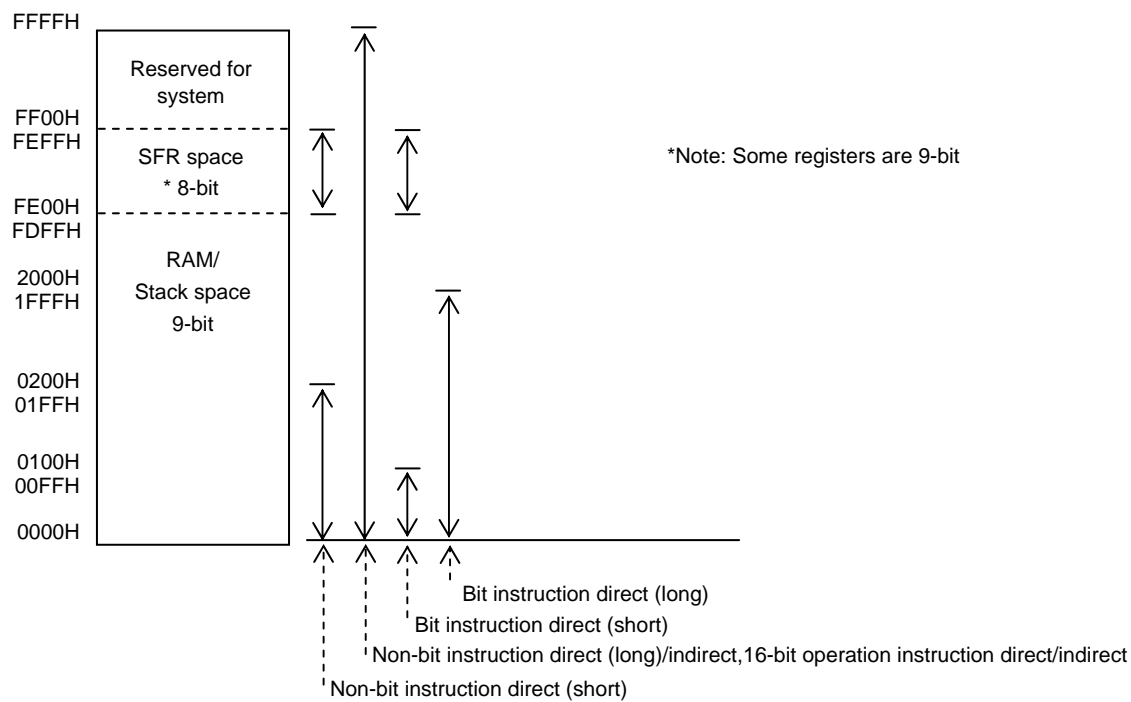 FFFFH
Reserved for
system
FF00H
FEFFH
SFR space
* 8-bit
*Note: Some registers are 9-bit
FE00H
FDFFH
RAM/
Stack space
9-bit
2000H
1FFFH
0200H
01FFH
0100H
00FFH
0000H
Bit instruction direct (long)
Bit instruction direct (short)
Non-bit instruction direct (long)/indirect,16-bit operation instruction direct/indirect
Non-bit instruction direct (short)